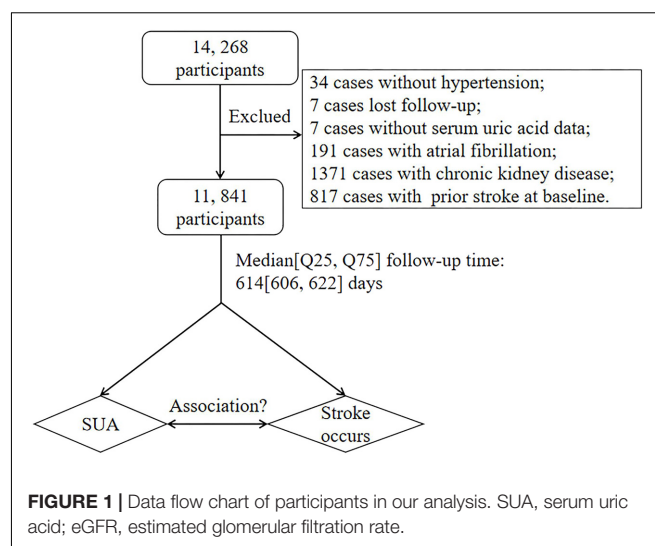 14, 268
participants
Exclued
34 cases without hypertension;
7 cases lost follow-up;
7 cases without serum uric acid data;
191 cases with atrial fibrillation;
1371 cases with chronic kidney disease;
817 cases with prior stroke at baseline.
11, 841
participants
Median[Q25, Q75] follow-up time:
614[606, 622] days
SUA
Association?
Stroke
occurs
FIGURE 1 | Data flow chart of participants in our analysis. SUA, serum uric
acid; eGFR, estimated glomerular filtration rate.